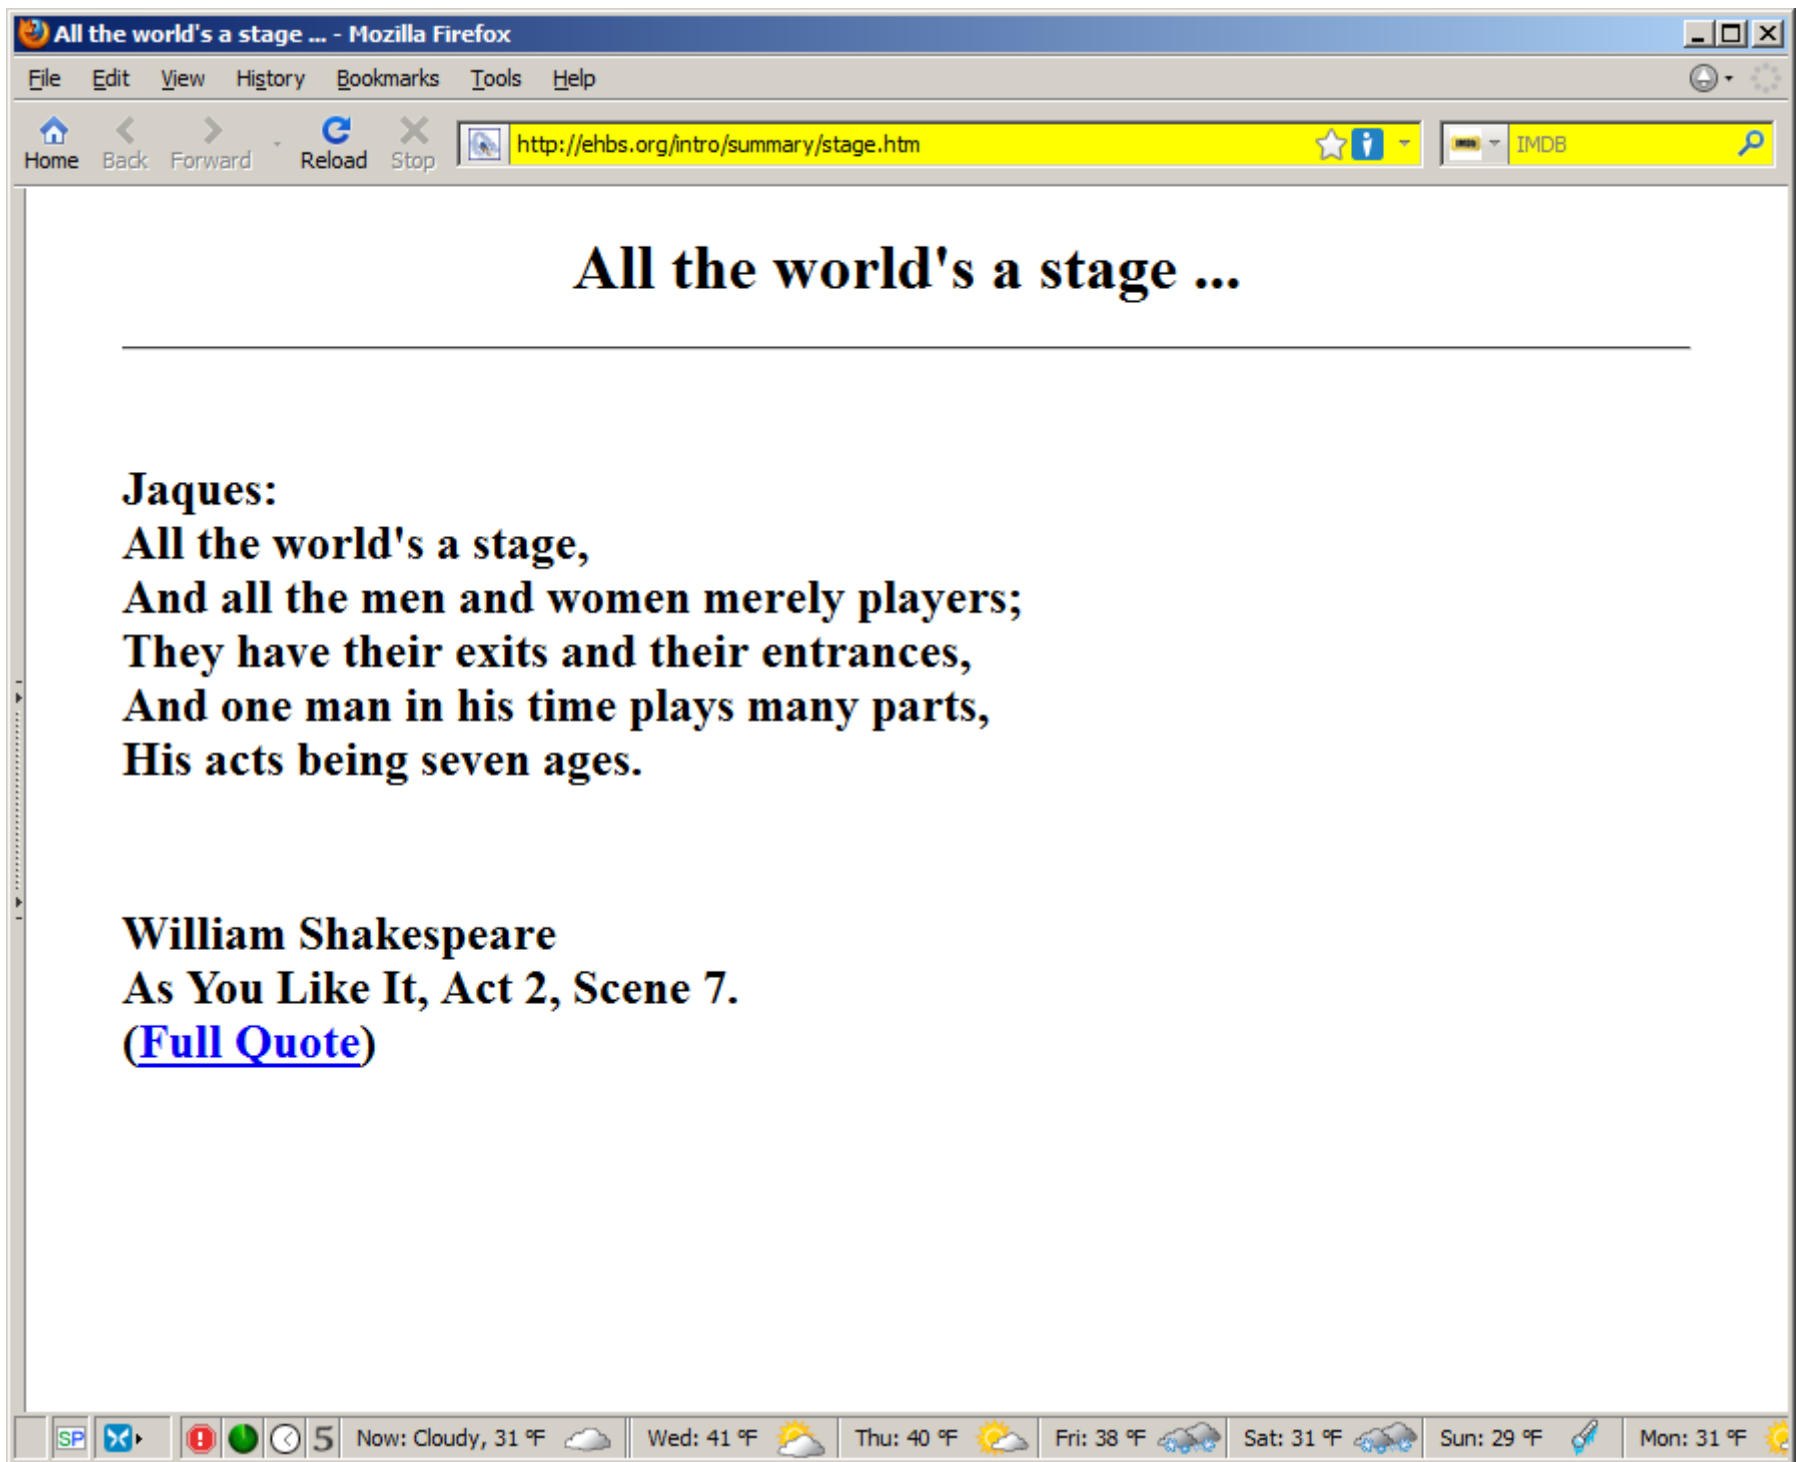 All the world's a stage ... - Mozilla Firefox
File Edit View History Bookmarks Tools Help
Home Back Forward Reload Stop http://ehbs.org/intro/summary/stage.htm IMDB
All the world's a stage ...
Jaques:
All the world's a stage,
And all the men and women merely players;
They have their exits and their entrances,
And one man in his time plays many parts,
His acts being seven ages.
William Shakespeare
As You Like It, Act 2, Scene 7.
(Full Quote)
SP 5 Now: Cloudy, 31 °F Wed: 41 °F Thu: 40 °F Fri: 38 °F Sat: 31 °F Sun: 29 °F Mon: 31 °F